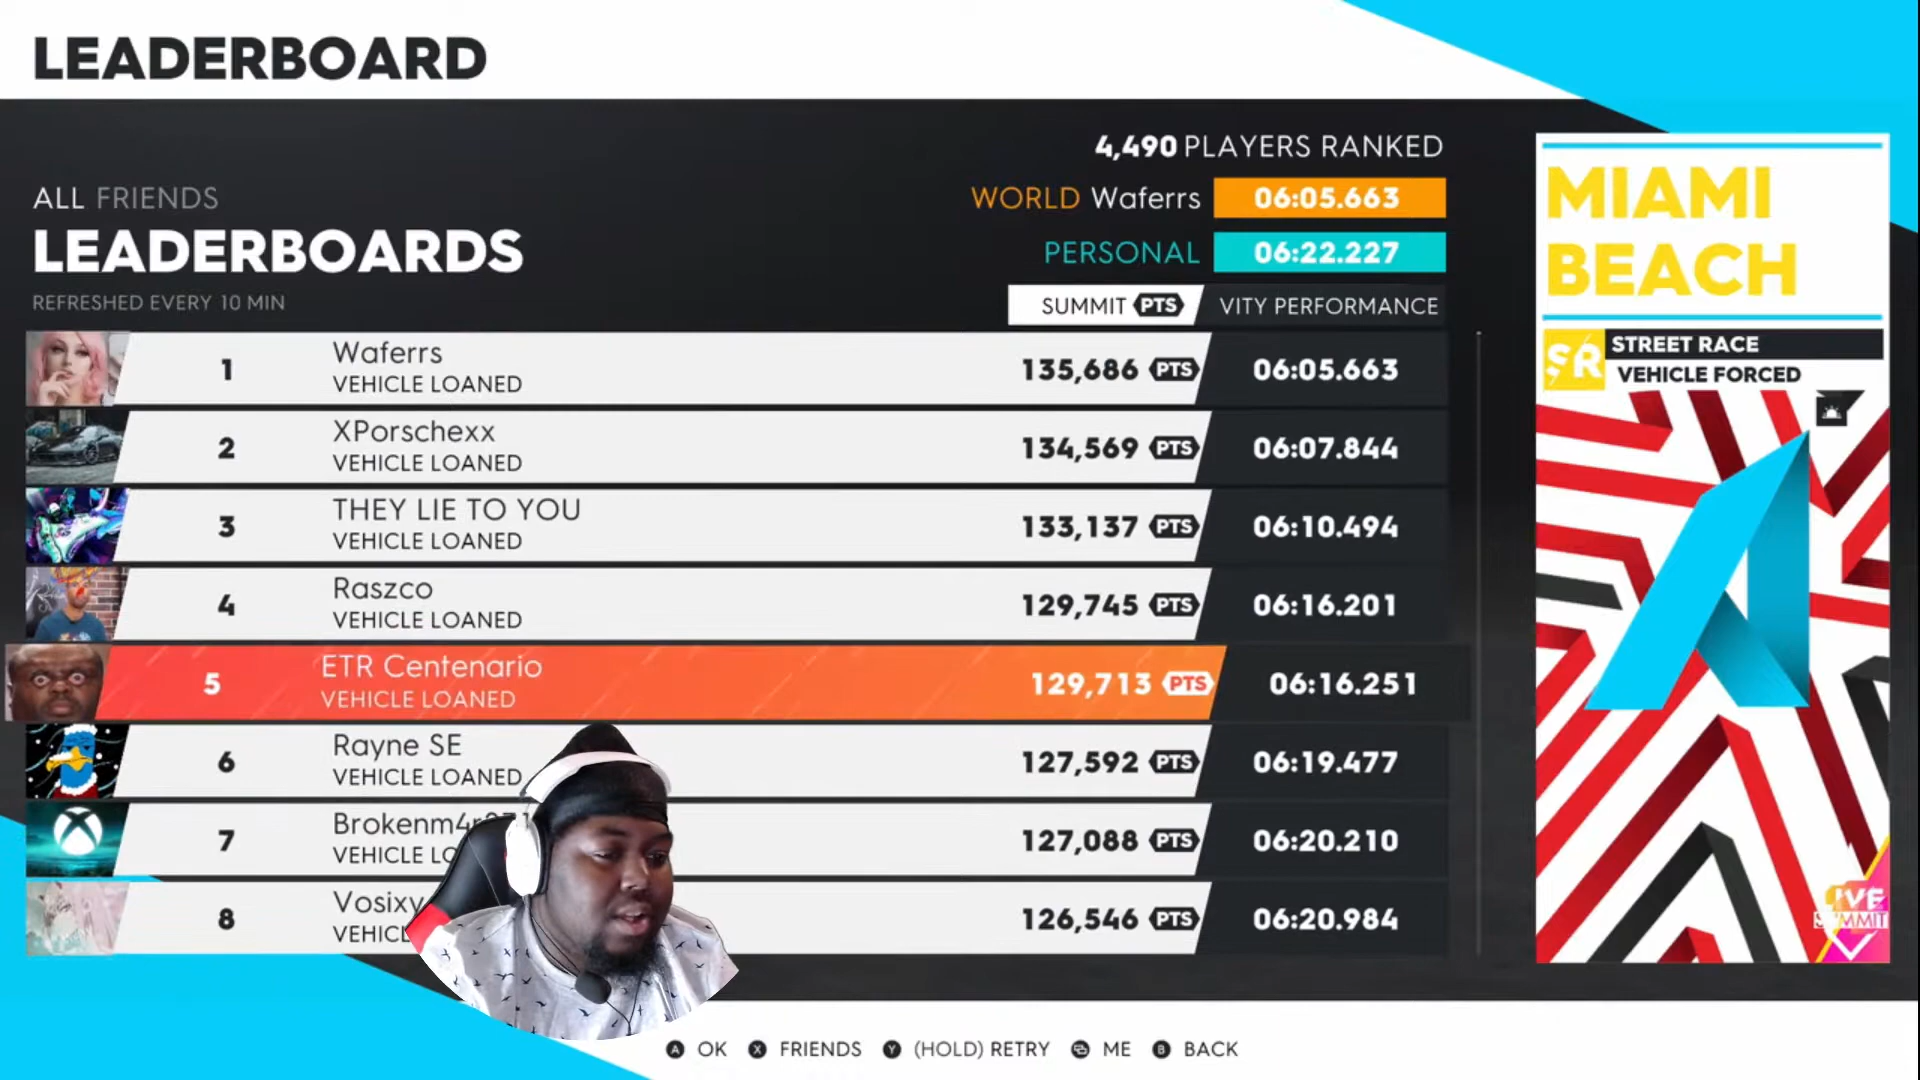 LEADERBOARD
4,490 PLAYERS RANKED
ALL FRIENDS
WORLD Waferrs 06:05.663
LEADERBOARDS
PERSONAL 06:22.227
REFRESHED EVERY 10 MIN
SUMMIT PTS VITY PERFORMANCE
1 Waferrs 135,686 PTS 06:05.663
VEHICLE LOANED
2 XPorschexx 134,569 PTS 06:07.844
VEHICLE LOANED
3 THEY LIE TO YOU 133,137 PTS 06:10.494
VEHICLE LOANED
4 Raszco 129,745 PTS 06:16.201
VEHICLE LOANED
5 ETR Centenario 129,713 PTS 06:16.251
VEHICLE LOANED
6 Rayne SE 127,592 PTS 06:19.477
VEHICLE LOANED
7 127,088 PTS 06:20.210
VEHICLE
8 Vosixy 126,546 PTS 06:20.984
MIAMI
BEACH
SR STREET RACE
VEHICLE FORCED
LIVE
SUMMIT
A OK X FRIENDS Y (HOLD) RETRY ME B BACK